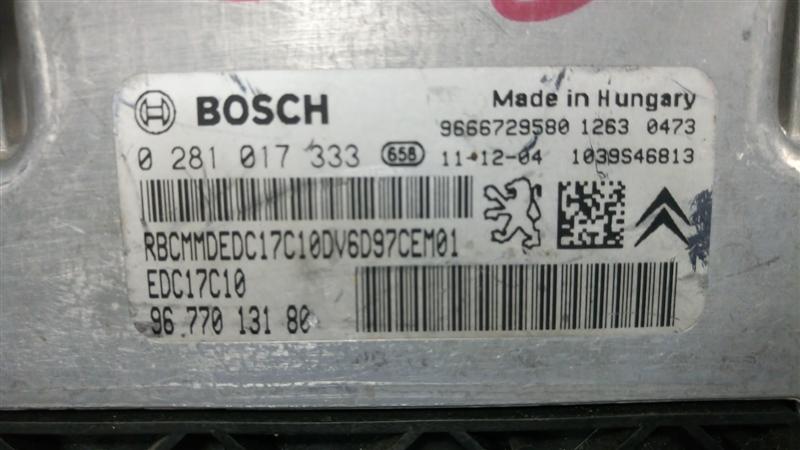 BOSCH Made in Hungary
9666729580 1263 0473
0 281 017 333 658 11-12-04 1039S46813
RBCMMDEDC17C10DV6D97CEM01
EDC17C10
96 770 131 80